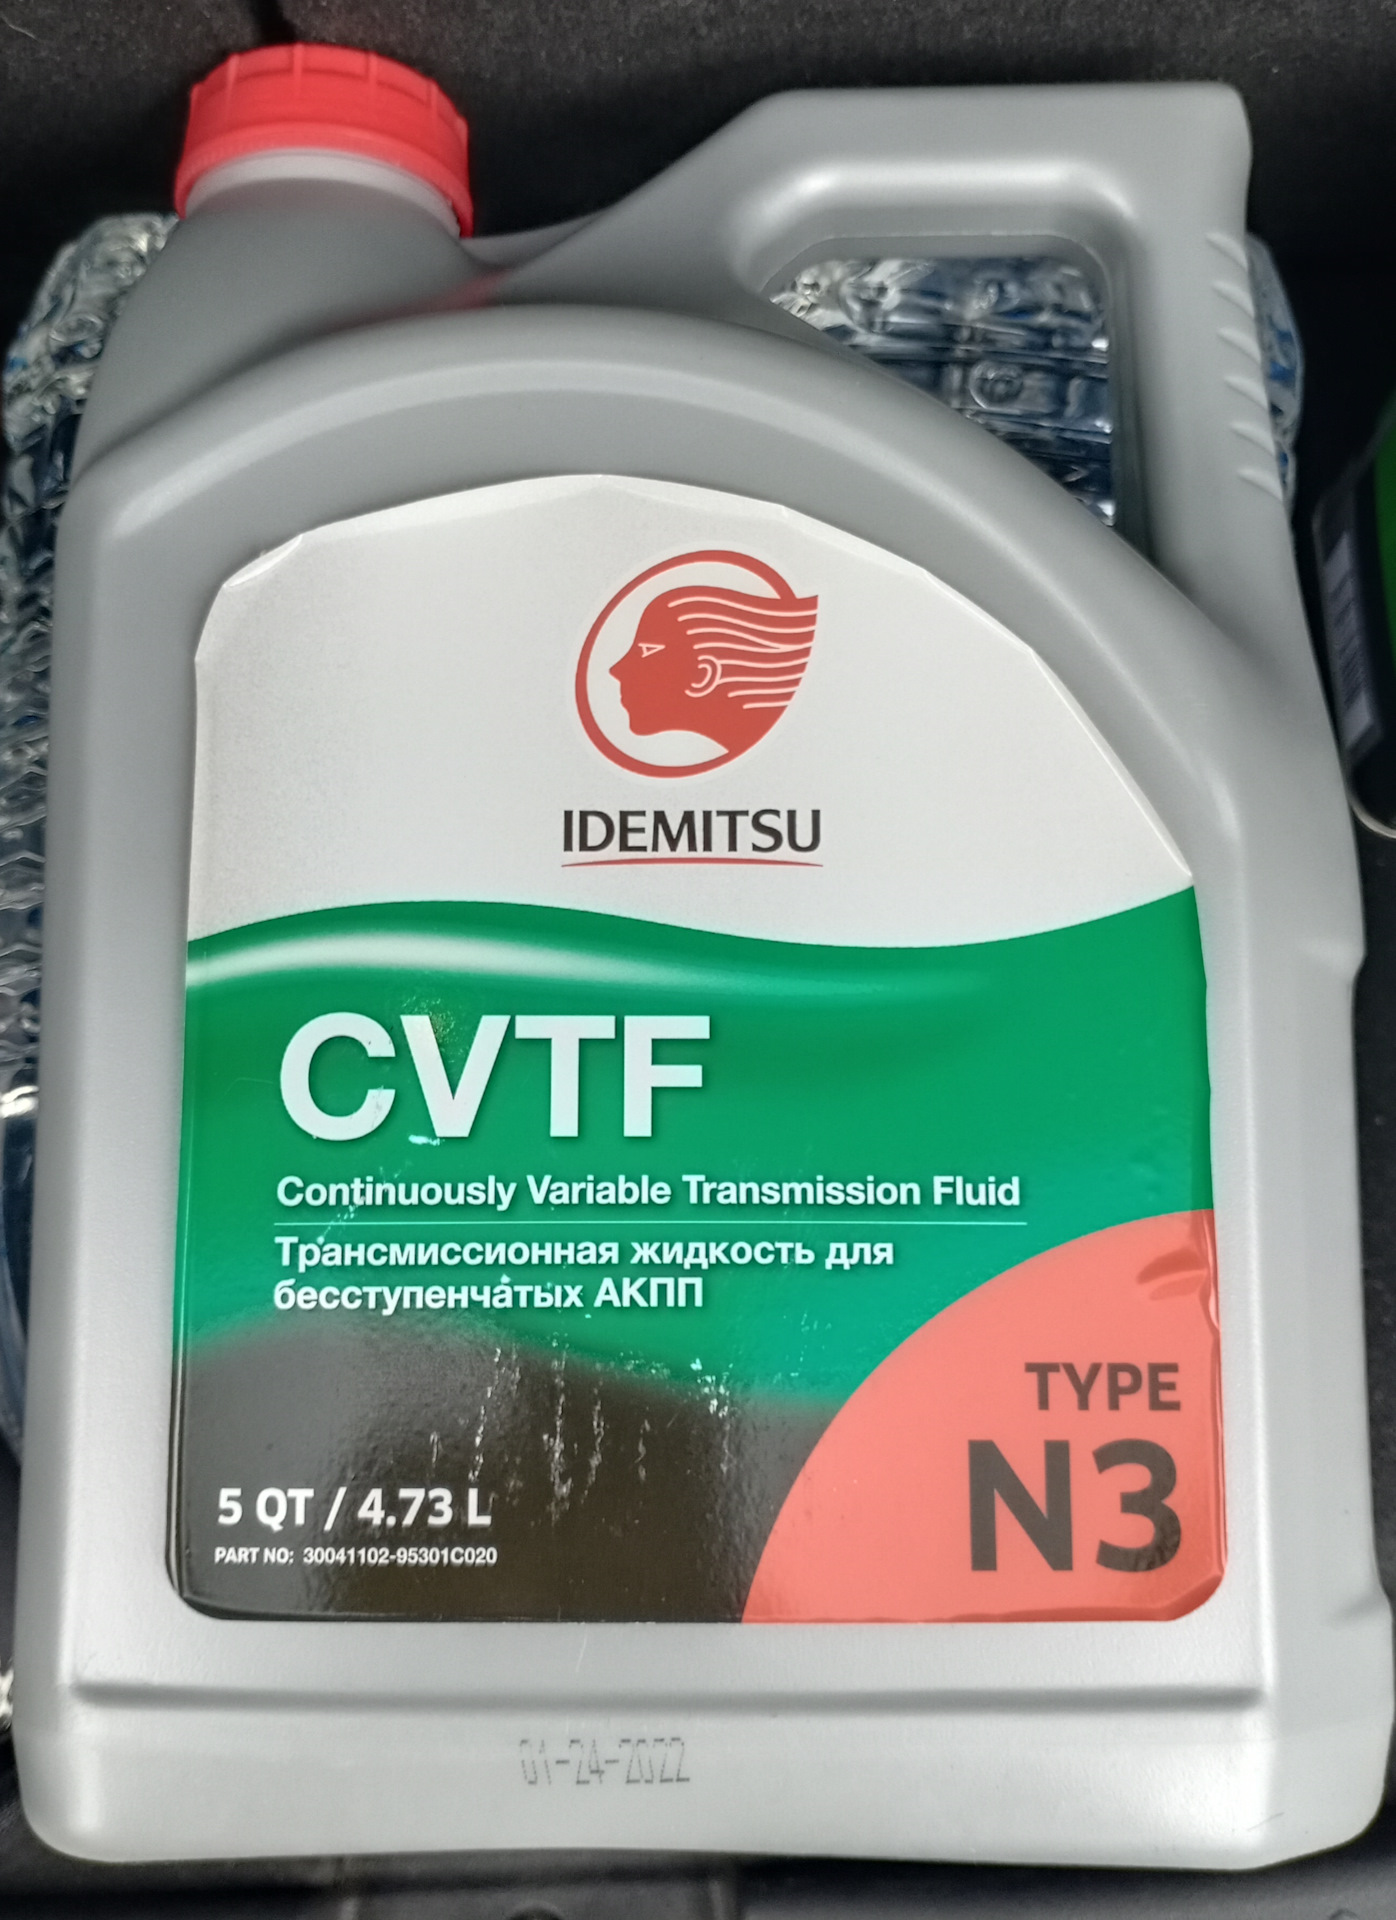 IDEMITSU
CVTF
Continuously Variable Transmission Fluid
Трансмиссионная жидкость для
бесступенчатых АКПП
TYPE
N3
5 QT / 4.73 L
PART NO: 30041102-95301C020
01-24-2022